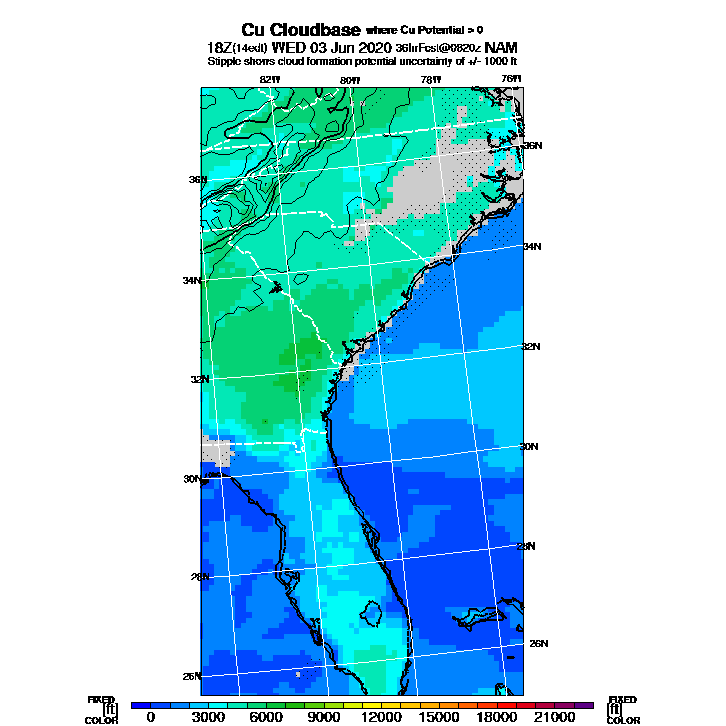 Cu Cloudbase where Cu Potential > 0
18Z(14edt) WED 03 Jun 2020 36hrFcst@0820z NAM
Stipple shows cloud formation potential uncertainty of +/- 1000 ft
82W 80W 78W 76W
36N
36N
34N
34N
32N
32N
30N
30N
28N
28N
26N
26N
FIXED [ft] COLOR
0 3000 6000 9000 12000 15000 18000 21000
FIXED [ft] COLOR